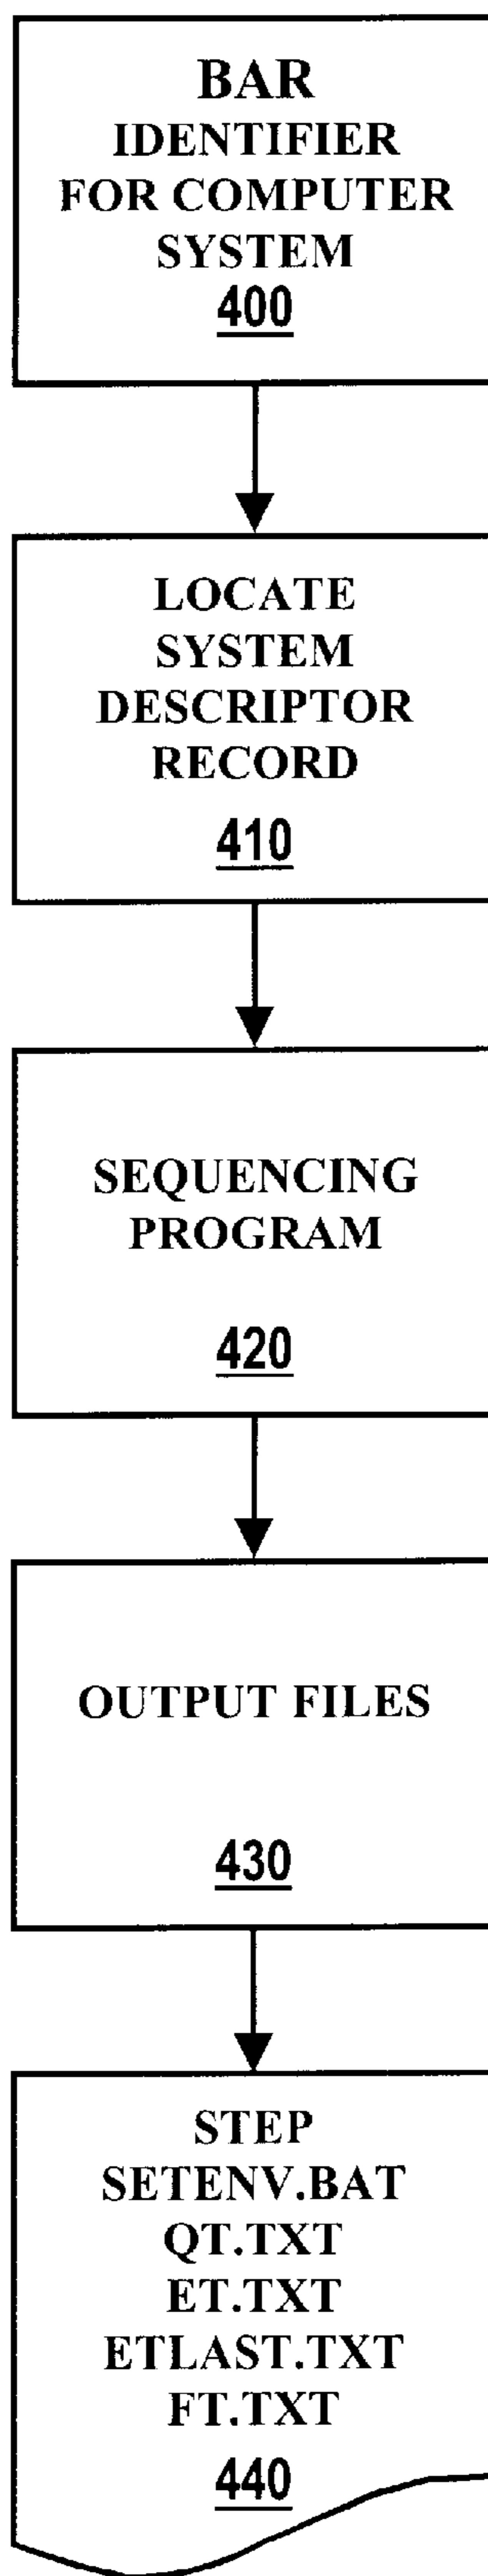 BAR
IDENTIFIER
FOR COMPUTER
SYSTEM
400
LOCATE
SYSTEM
DESCRIPTOR
RECORD
410
SEQUENCING
PROGRAM
420
OUTPUT FILES
430
STEP
SETENV.BAT
QT.TXT
ET.TXT
ETLAST.TXT
FT.TXT
440